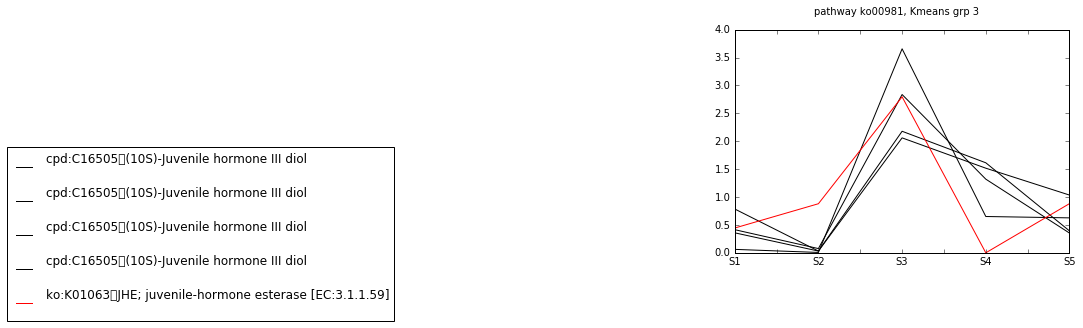 pathway ko00981, Kmeans grp 3
4.0
3.5
3.0
2.5
2.0
1.5
1.0
0.5
0.0
S1 S2 S3 S4 S5
cpd:C16505▯(10S)-Juvenile hormone III diol
cpd:C16505▯(10S)-Juvenile hormone III diol
cpd:C16505▯(10S)-Juvenile hormone III diol
cpd:C16505▯(10S)-Juvenile hormone III diol
ko:K01063▯JHE; juvenile-hormone esterase [EC:3.1.1.59]